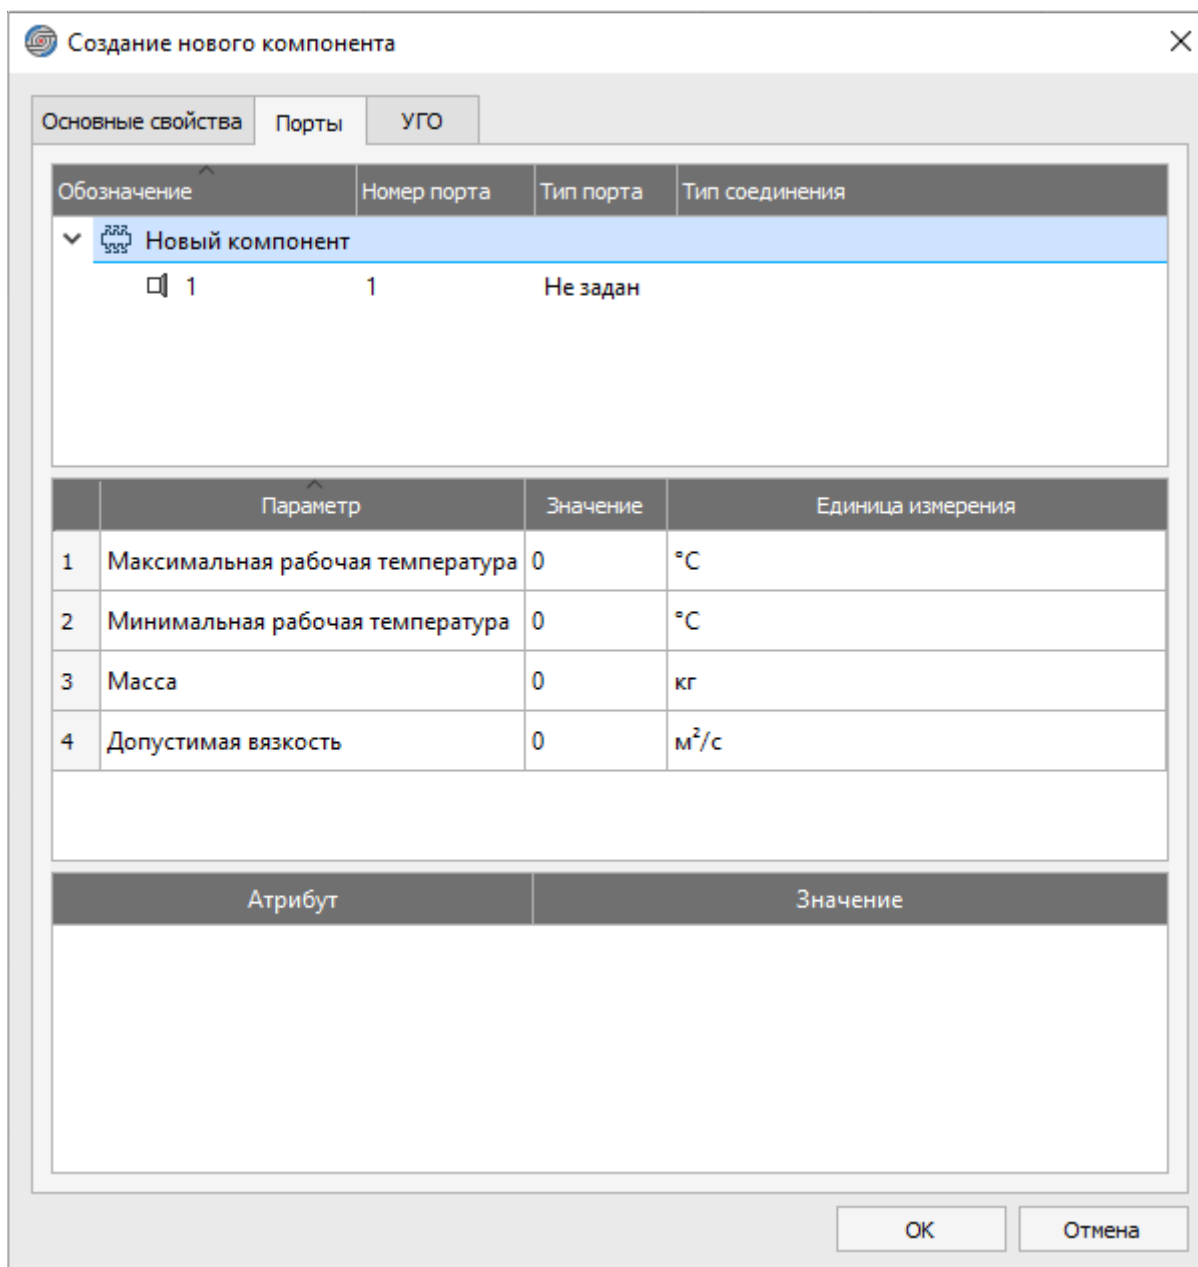 Создание нового компонента
Основные свойства Порты УГО
Обозначение Номер порта Тип порта Тип соединения
Новый компонент
1 1 Не задан
Параметр Значение Единица измерения
1 Максимальная рабочая температура 0 °C
2 Минимальная рабочая температура 0 °C
3 Масса 0 кг
4 Допустимая вязкость 0 м²/с
Атрибут Значение
ОК Отмена